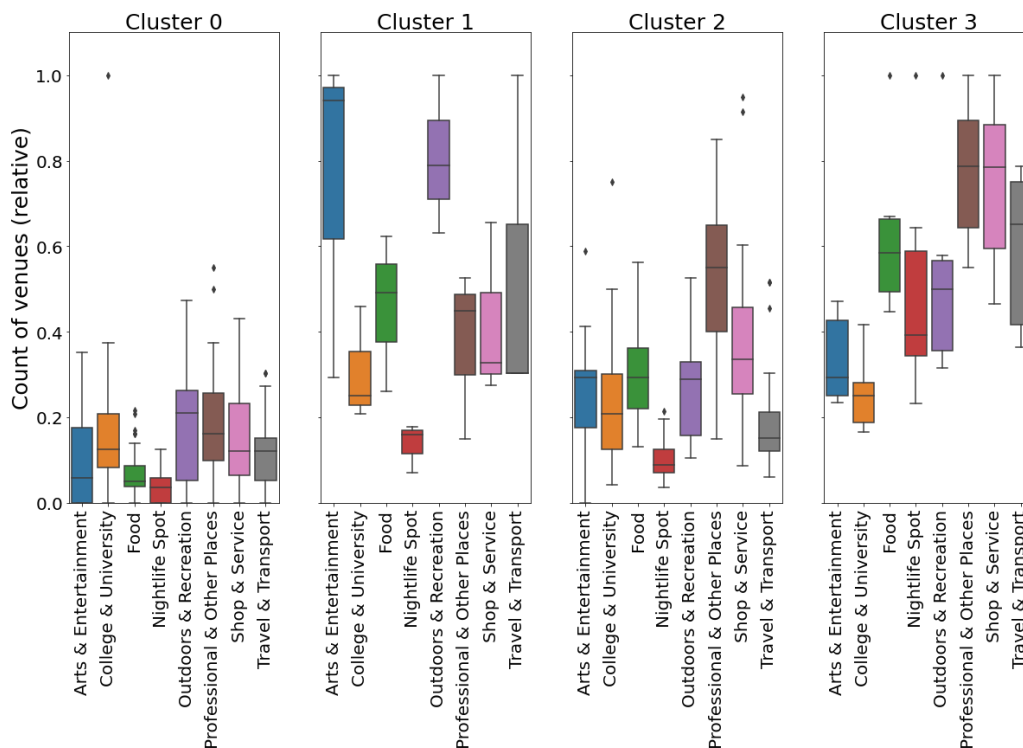 Cluster 0
Cluster 1
Cluster 2
Cluster 3
Count of venues (relative)
1.0
0.8
0.6
0.4
0.2
0.0
Arts & Entertainment
College & University
Food
Nightlife Spot
Outdoors & Recreation
Professional & Other Places
Shop & Service
Travel & Transport
Arts & Entertainment
College & University
Food
Nightlife Spot
Outdoors & Recreation
Professional & Other Places
Shop & Service
Travel & Transport
Arts & Entertainment
College & University
Food
Nightlife Spot
Outdoors & Recreation
Professional & Other Places
Shop & Service
Travel & Transport
Arts & Entertainment
College & University
Food
Nightlife Spot
Outdoors & Recreation
Professional & Other Places
Shop & Service
Travel & Transport